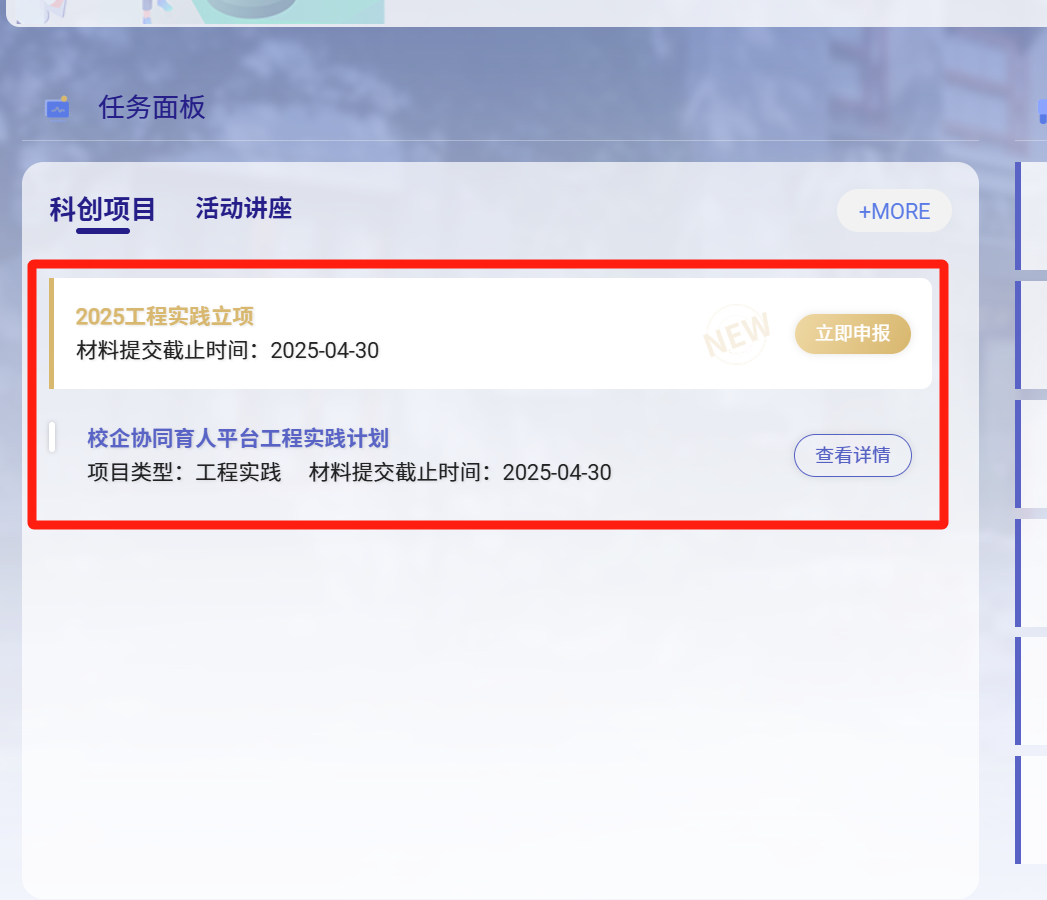 任务面板
科创项目 活动讲座 +MORE
2025工程实践立项
材料提交截止时间：2025-04-30
NEW 立即申报
校企协同育人平台工程实践计划
项目类型：工程实践 材料提交截止时间：2025-04-30
查看详情